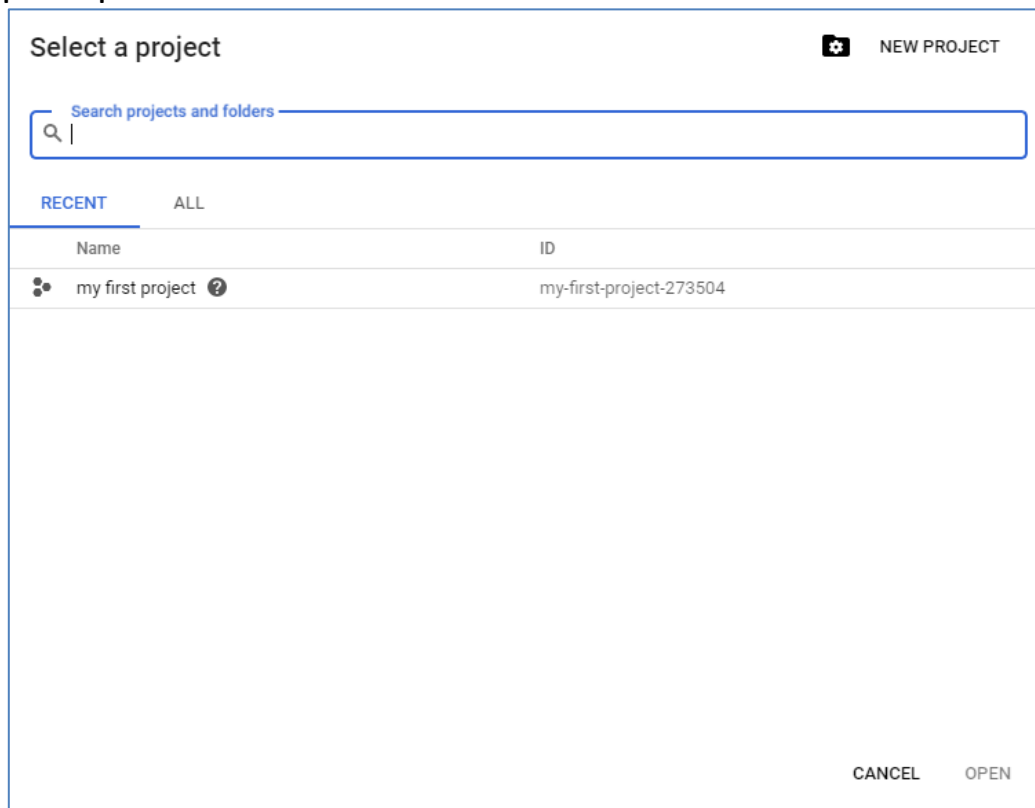 Select a project
NEW PROJECT
Search projects and folders
RECENT ALL
Name ID
my first project my-first-project-273504
CANCEL OPEN